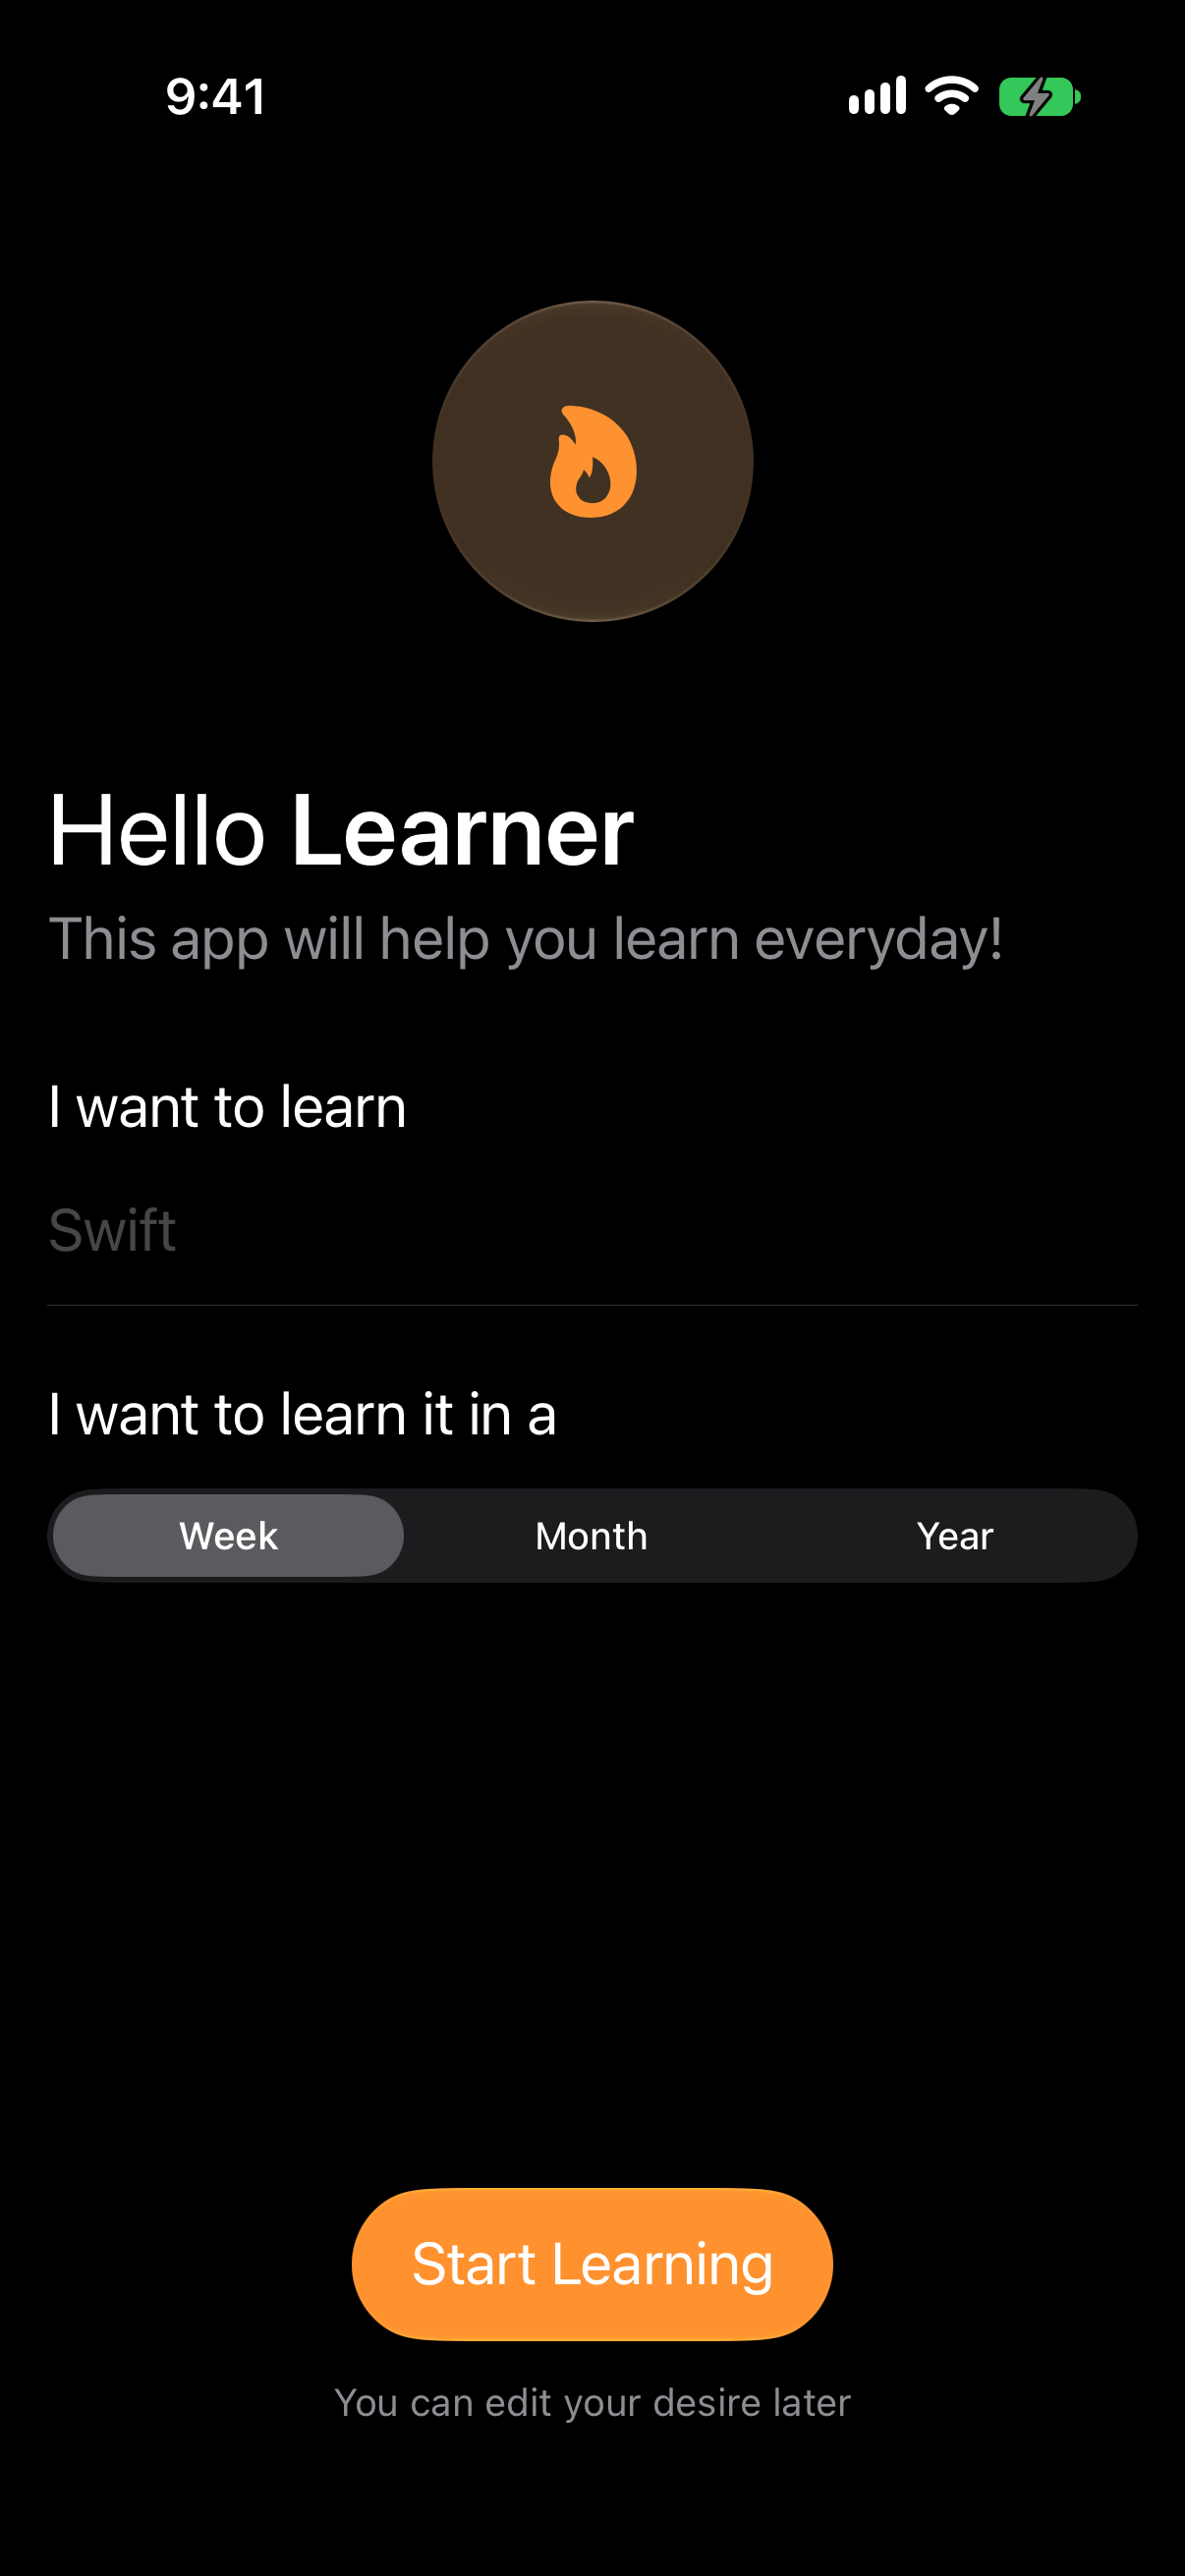 9:41
Hello Learner
This app will help you learn everyday!
I want to learn
Swift
I want to learn it in a
Week Month Year
Start Learning
You can edit your desire later